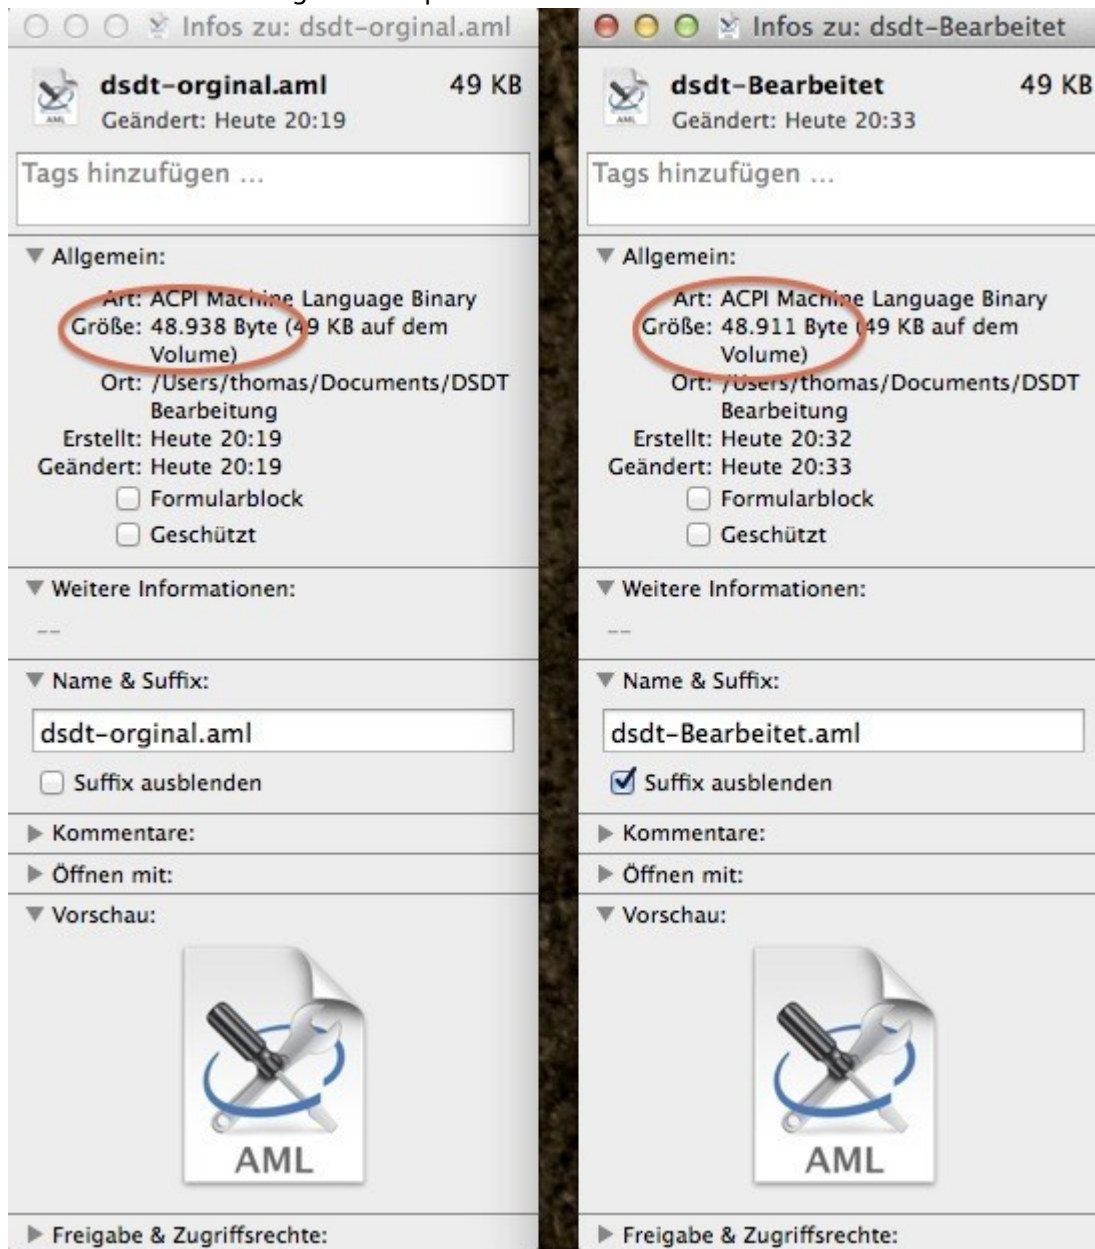 Infos zu: dsdt-orginal.aml
dsdt-orginal.aml 49 KB
Geändert: Heute 20:19
Tags hinzufügen ...
Allgemein:
Art: ACPI Machine Language Binary
Größe: 48.938 Byte (49 KB auf dem
Volume)
Ort: /Users/thomas/Documents/DSDT
Bearbeitung
Erstellt: Heute 20:19
Geändert: Heute 20:19
Formularblock
Geschützt
Weitere Informationen:
--
Name & Suffix:
dsdt-orginal.aml
Suffix ausblenden
Kommentare:
Öffnen mit:
Vorschau:
AML
Freigabe & Zugriffsrechte:
Infos zu: dsdt-Bearbeitet
dsdt-Bearbeitet 49 KB
Geändert: Heute 20:33
Tags hinzufügen ...
Allgemein:
Art: ACPI Machine Language Binary
Größe: 48.911 Byte (49 KB auf dem
Volume)
Ort: /Users/thomas/Documents/DSDT
Bearbeitung
Erstellt: Heute 20:32
Geändert: Heute 20:33
Formularblock
Geschützt
Weitere Informationen:
--
Name & Suffix:
dsdt-Bearbeitet.aml
Suffix ausblenden
Kommentare:
Öffnen mit:
Vorschau:
AML
Freigabe & Zugriffsrechte: